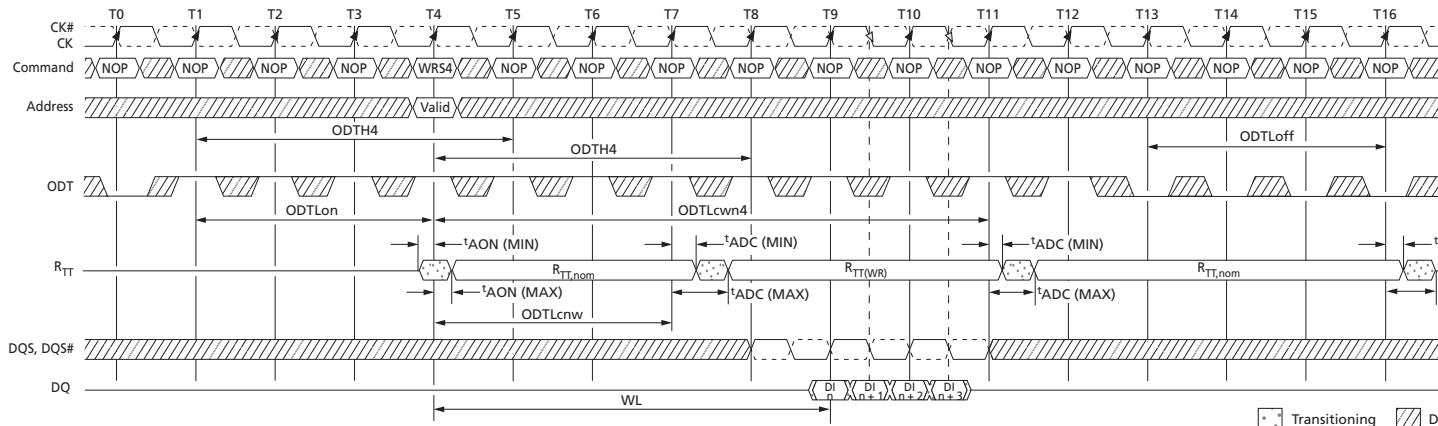 T0 T1 T2 T3 T4 T5 T6 T7 T8 T9 T10 T11 T12 T13 T14 T15 T16
CK#
CK
Command NOP NOP NOP NOP WRS4 NOP NOP NOP NOP NOP NOP NOP NOP NOP NOP NOP NOP
Address Valid
ODTH4 ODTLoff
ODTH4
ODT
ODTLon ODTLcwn4
tAON (MIN) tADC (MIN) tADC (MIN) t
RTT RTT,nom RTT(WR) RTT,nom
tAON (MAX) tADC (MAX) tADC (MAX)
ODTLcnw
DQS, DQS#
DQ DI n DI n + 1 DI n + 2 DI n + 3
WL
Transitioning D